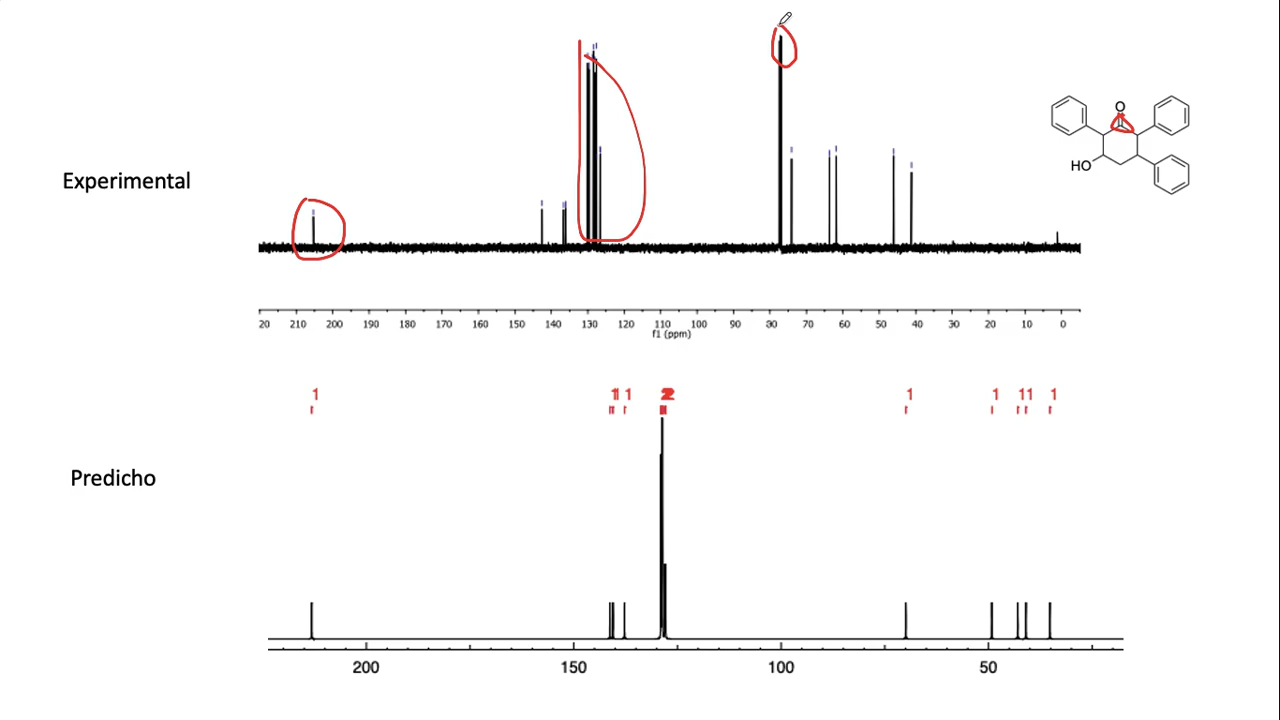 O
HO
Experimental
20 210 200 190 180 170 160 150 140 130 120 110 100 90 80 70 60 50 40 30 20 10 0
f1 (ppm)
1 1 1 1 1 1 1 1 1
Predicho
200 150 100 50